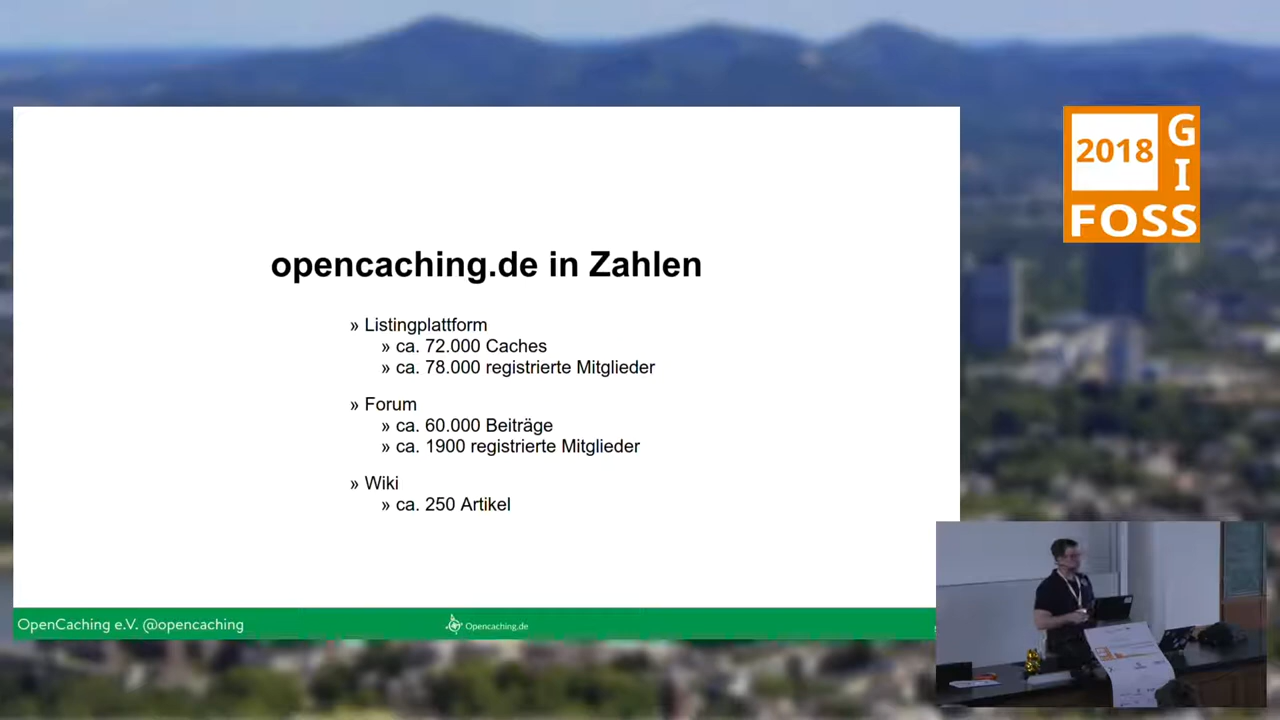 opencaching.de in Zahlen
» Listingplattform
» ca. 72.000 Caches
» ca. 78.000 registrierte Mitglieder
» Forum
» ca. 60.000 Beiträge
» ca. 1900 registrierte Mitglieder
» Wiki
» ca. 250 Artikel
OpenCaching e.V. @opencaching
Opencaching.de
2018
GIS
FOSS